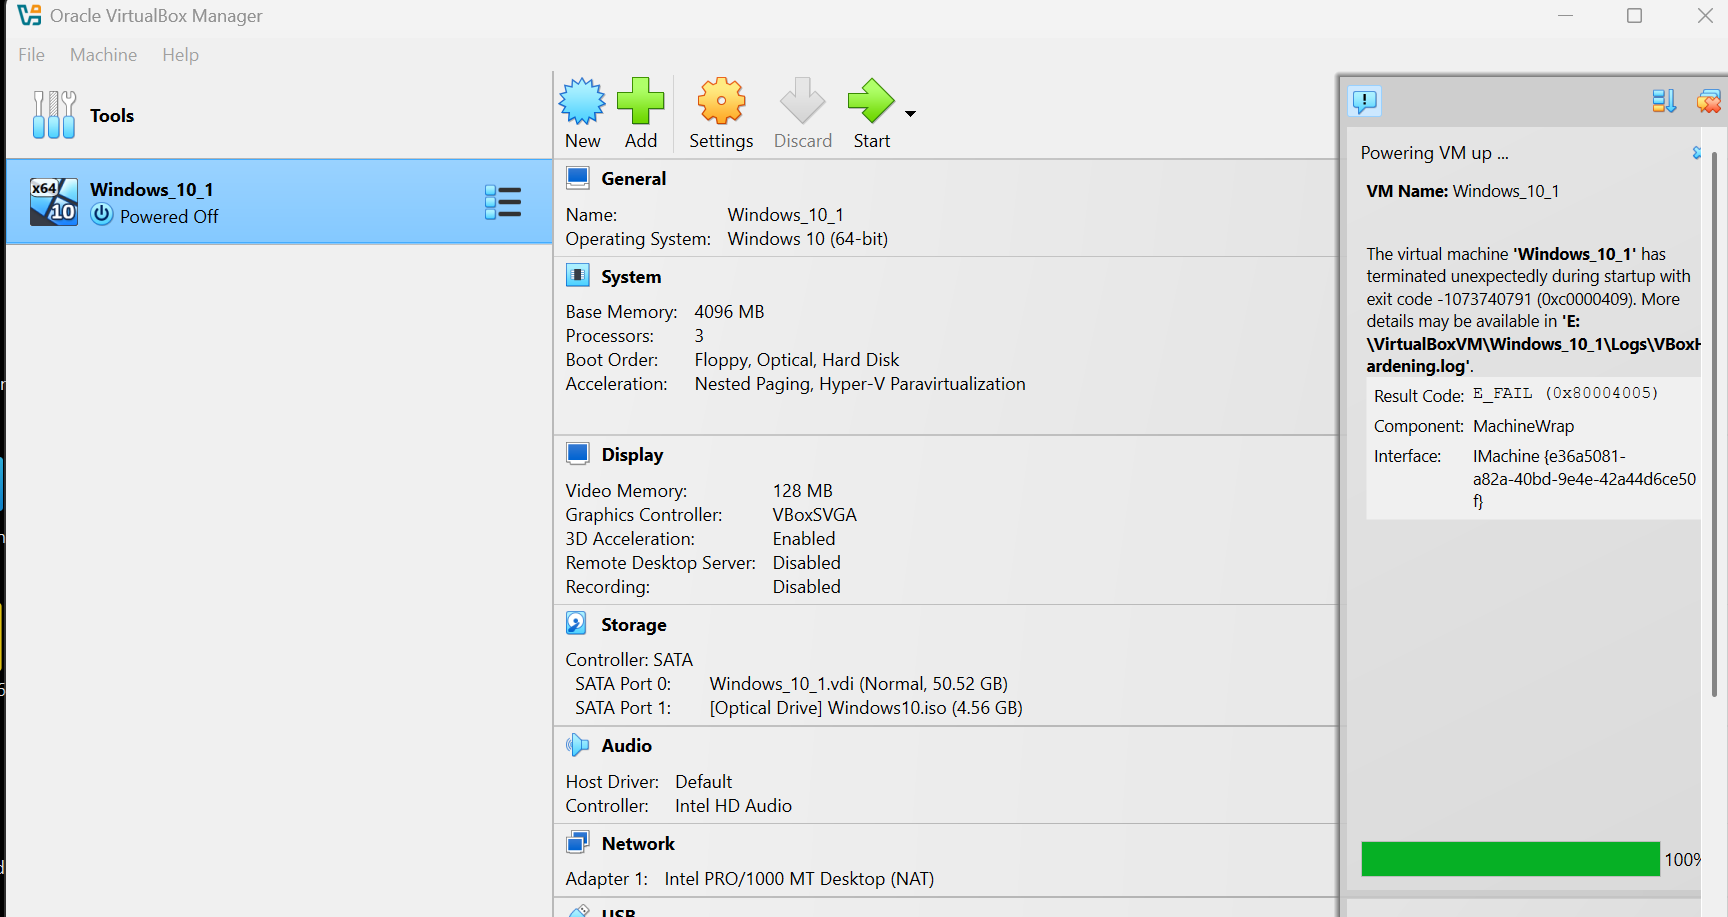 Oracle VirtualBox Manager
File Machine Help
Tools
New Add Settings Discard Start
x64 10
Windows_10_1
Powered Off
General
Name: Windows_10_1
Operating System: Windows 10 (64-bit)
System
Base Memory: 4096 MB
Processors: 3
Boot Order: Floppy, Optical, Hard Disk
Acceleration: Nested Paging, Hyper-V Paravirtualization
Display
Video Memory: 128 MB
Graphics Controller: VBoxSVGA
3D Acceleration: Enabled
Remote Desktop Server: Disabled
Recording: Disabled
Storage
Controller: SATA
SATA Port 0: Windows_10_1.vdi (Normal, 50.52 GB)
SATA Port 1: [Optical Drive] Windows10.iso (4.56 GB)
Audio
Host Driver: Default
Controller: Intel HD Audio
Network
Adapter 1: Intel PRO/1000 MT Desktop (NAT)
USB
Powering VM up ...
VM Name: Windows_10_1
The virtual machine 'Windows_10_1' has
terminated unexpectedly during startup with
exit code -1073740791 (0xc0000409). More
details may be available in 'E:
\VirtualBoxVM\Windows_10_1\Logs\VBoxH
ardening.log'.
Result Code: E_FAIL (0x80004005)
Component: MachineWrap
Interface: IMachine {e36a5081-
a82a-40bd-9e4e-42a44d6ce50
f}
100%